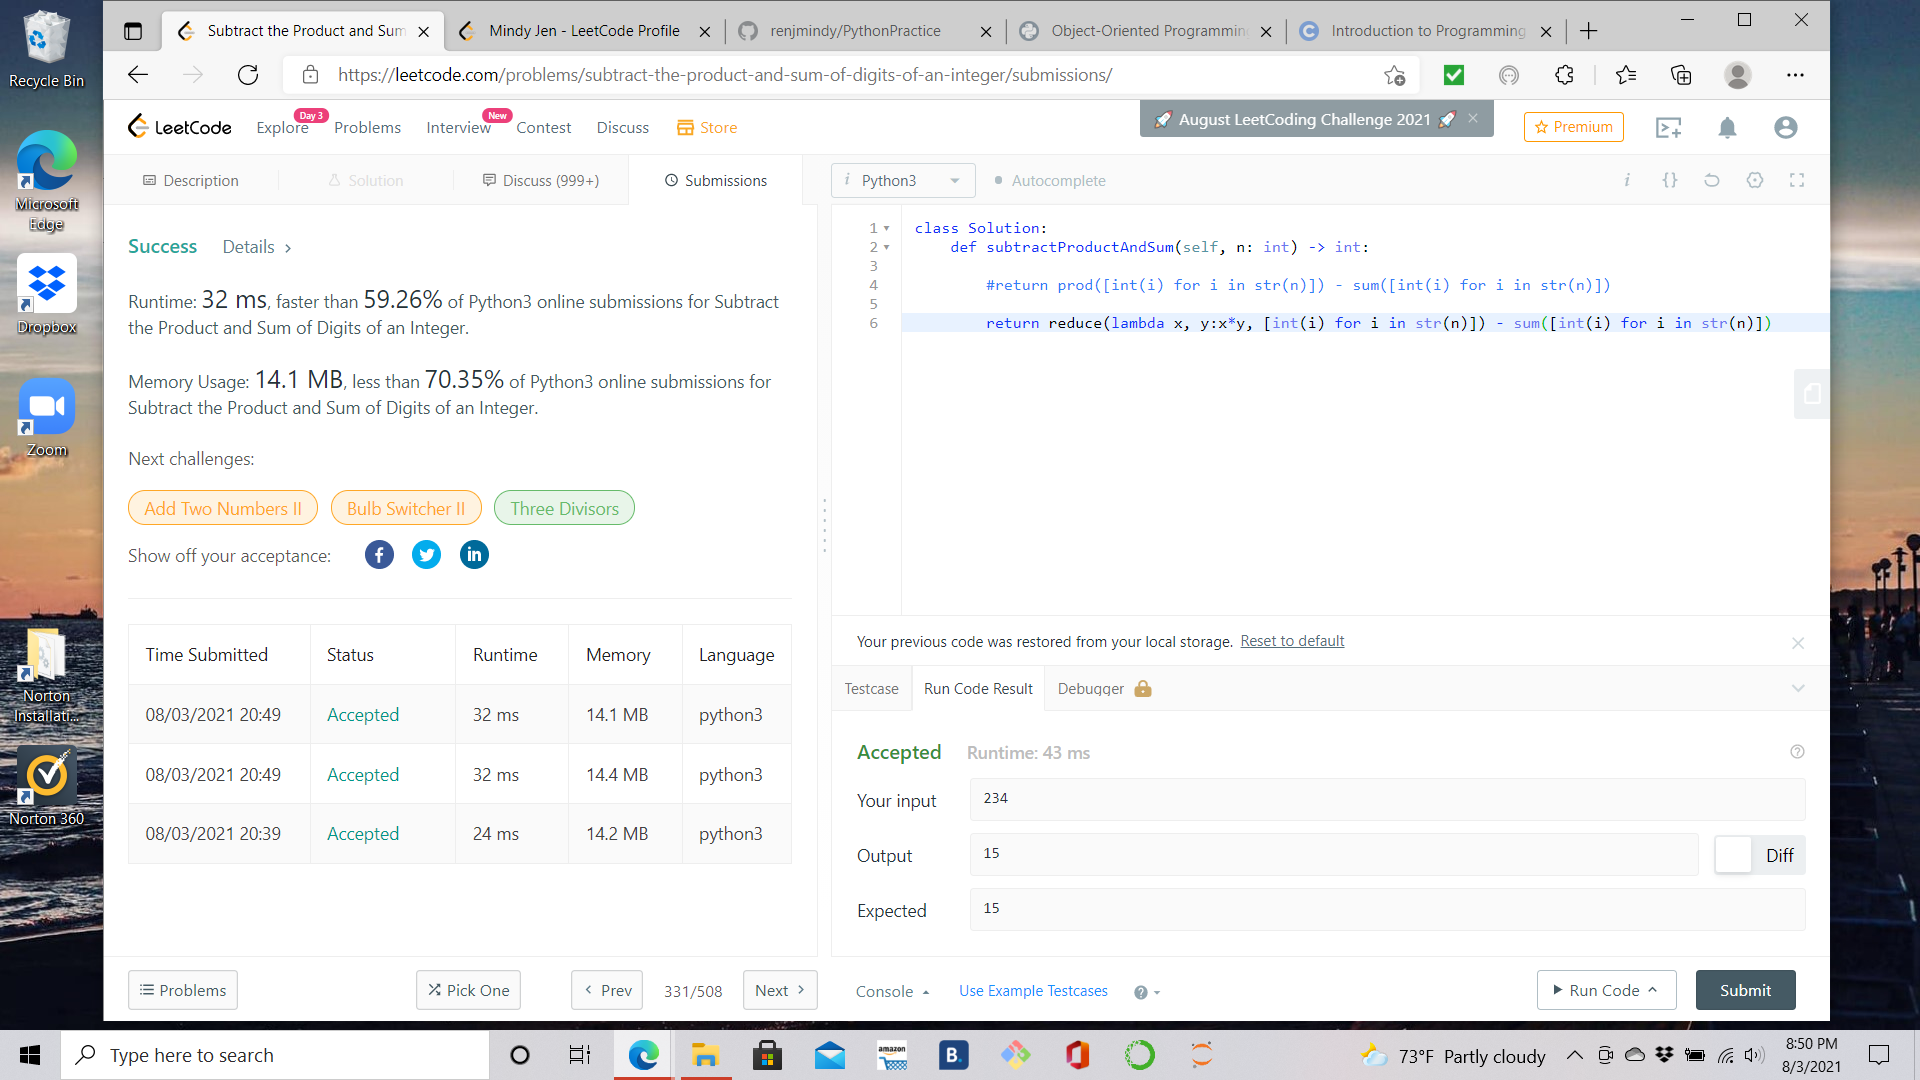 Recycle Bin
Microsoft Edge
Dropbox
Zoom
Norton Installati...
Norton 360
Subtract the Product and Sum
Mindy Jen - LeetCode Profile
renjmindy/PythonPractice
Object-Oriented Programmin
Introduction to Programming
https://leetcode.com/problems/subtract-the-product-and-sum-of-digits-of-an-integer/submissions/
LeetCode
Explore
Day 3
Problems
Interview
New
Contest
Discuss
Store
August LeetCoding Challenge 2021
Premium
Description
Solution
Discuss (999+)
Submissions
i Python3
Autocomplete
Success Details
Runtime: 32 ms, faster than 59.26% of Python3 online submissions for Subtract
the Product and Sum of Digits of an Integer.
Memory Usage: 14.1 MB, less than 70.35% of Python3 online submissions for
Subtract the Product and Sum of Digits of an Integer.
Next challenges:
Add Two Numbers II Bulb Switcher II Three Divisors
Show off your acceptance:
Time Submitted Status Runtime Memory Language
08/03/2021 20:49 Accepted 32 ms 14.1 MB python3
08/03/2021 20:49 Accepted 32 ms 14.4 MB python3
08/03/2021 20:39 Accepted 24 ms 14.2 MB python3
1 class Solution:
2 def subtractProductAndSum(self, n: int) -> int:
3
4 #return prod([int(i) for i in str(n)]) - sum([int(i) for i in str(n)])
5
6 return reduce(lambda x, y:x*y, [int(i) for i in str(n)]) - sum([int(i) for i in str(n)])
Your previous code was restored from your local storage. Reset to default
Testcase Run Code Result Debugger
Accepted Runtime: 43 ms
Your input 234
Output 15 Diff
Expected 15
Problems Pick One Prev 331/508 Next
Console Use Example Testcases Run Code Submit
Type here to search
amazon
B.
73°F Partly cloudy
8:50 PM
8/3/2021